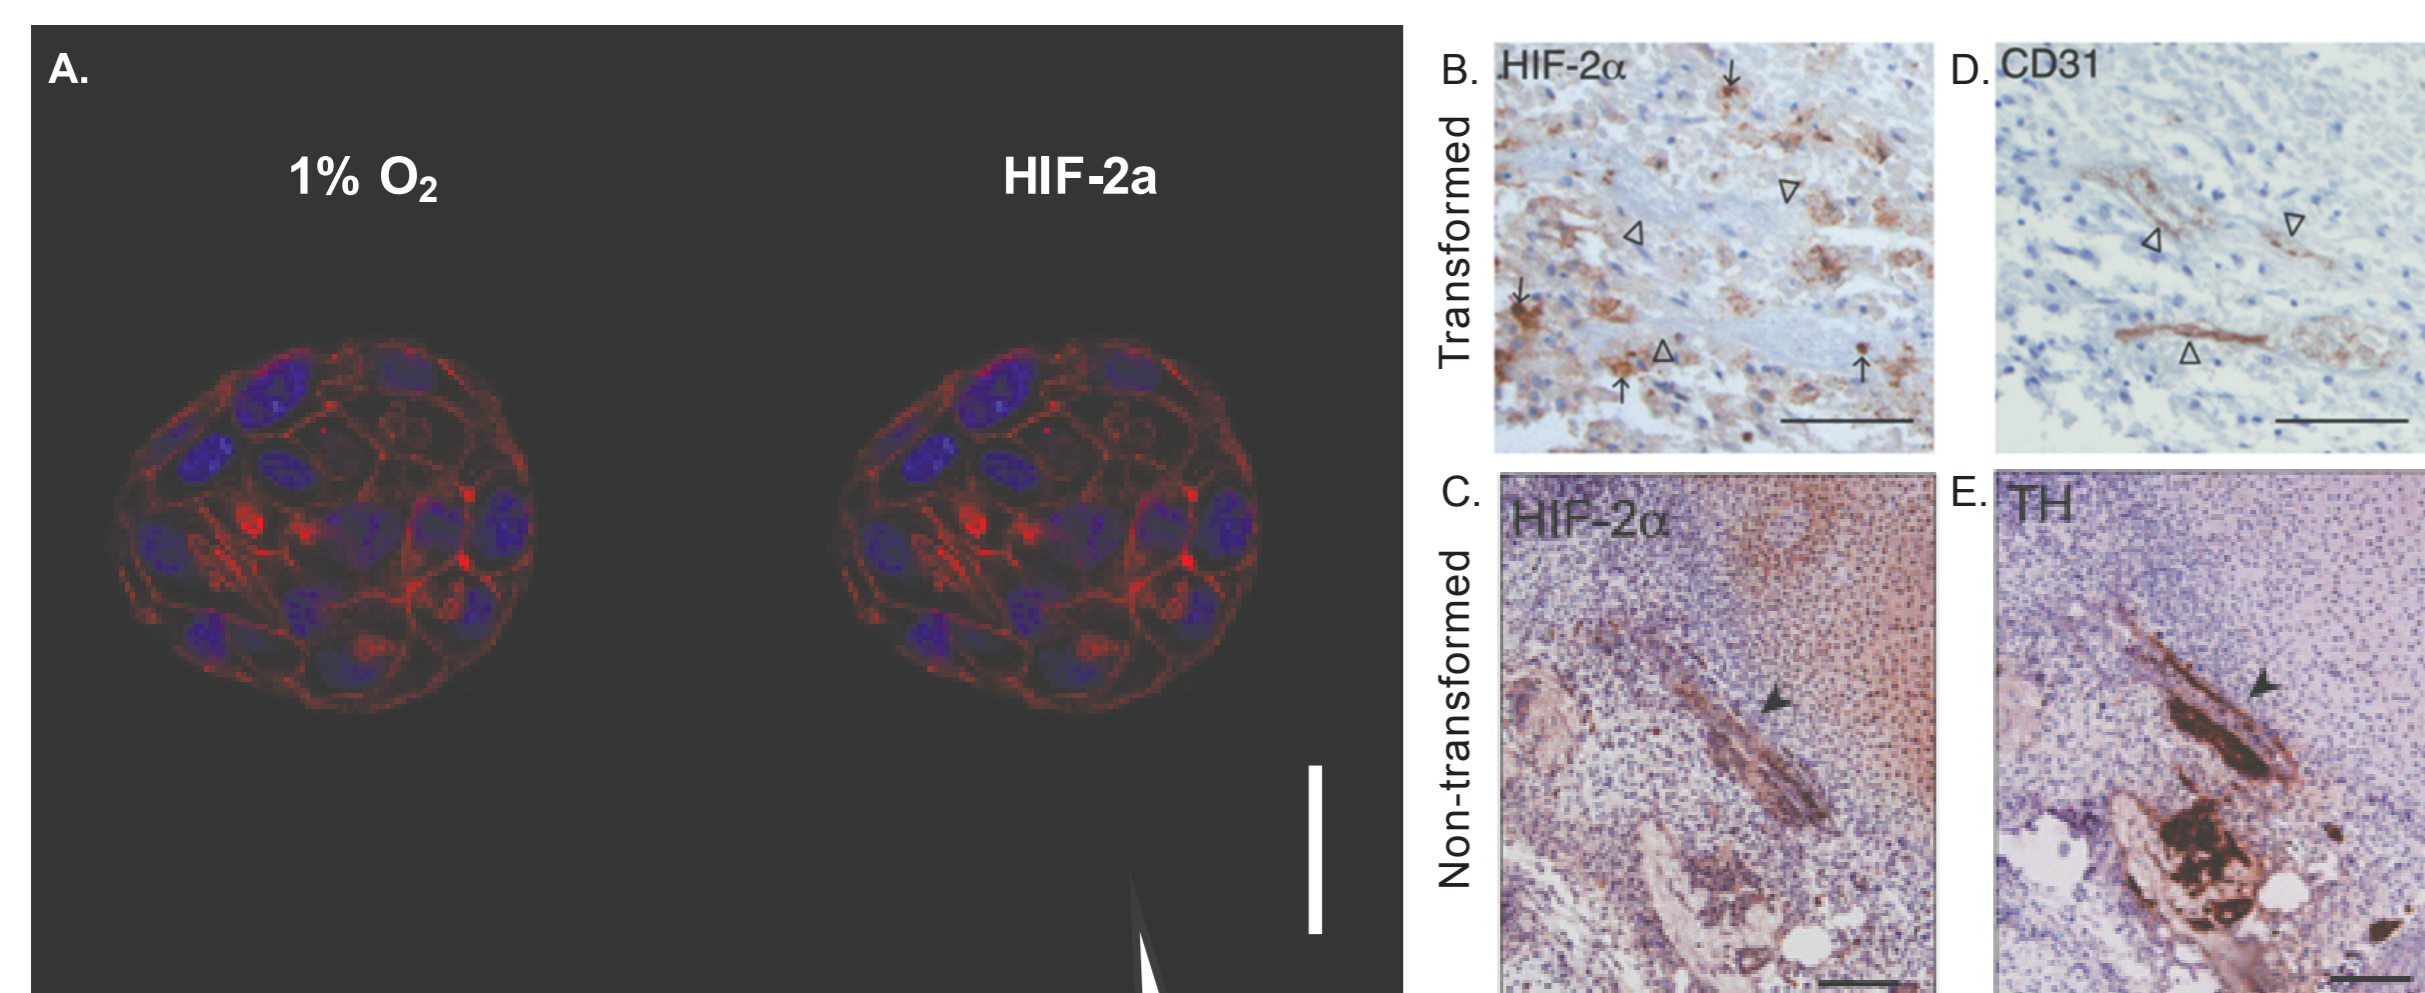 A.
1% O₂
HIF-2a
B.
HIF-2α
D.
CD31
Transformed
C.
HIF-2α
E.
TH
Non-transformed